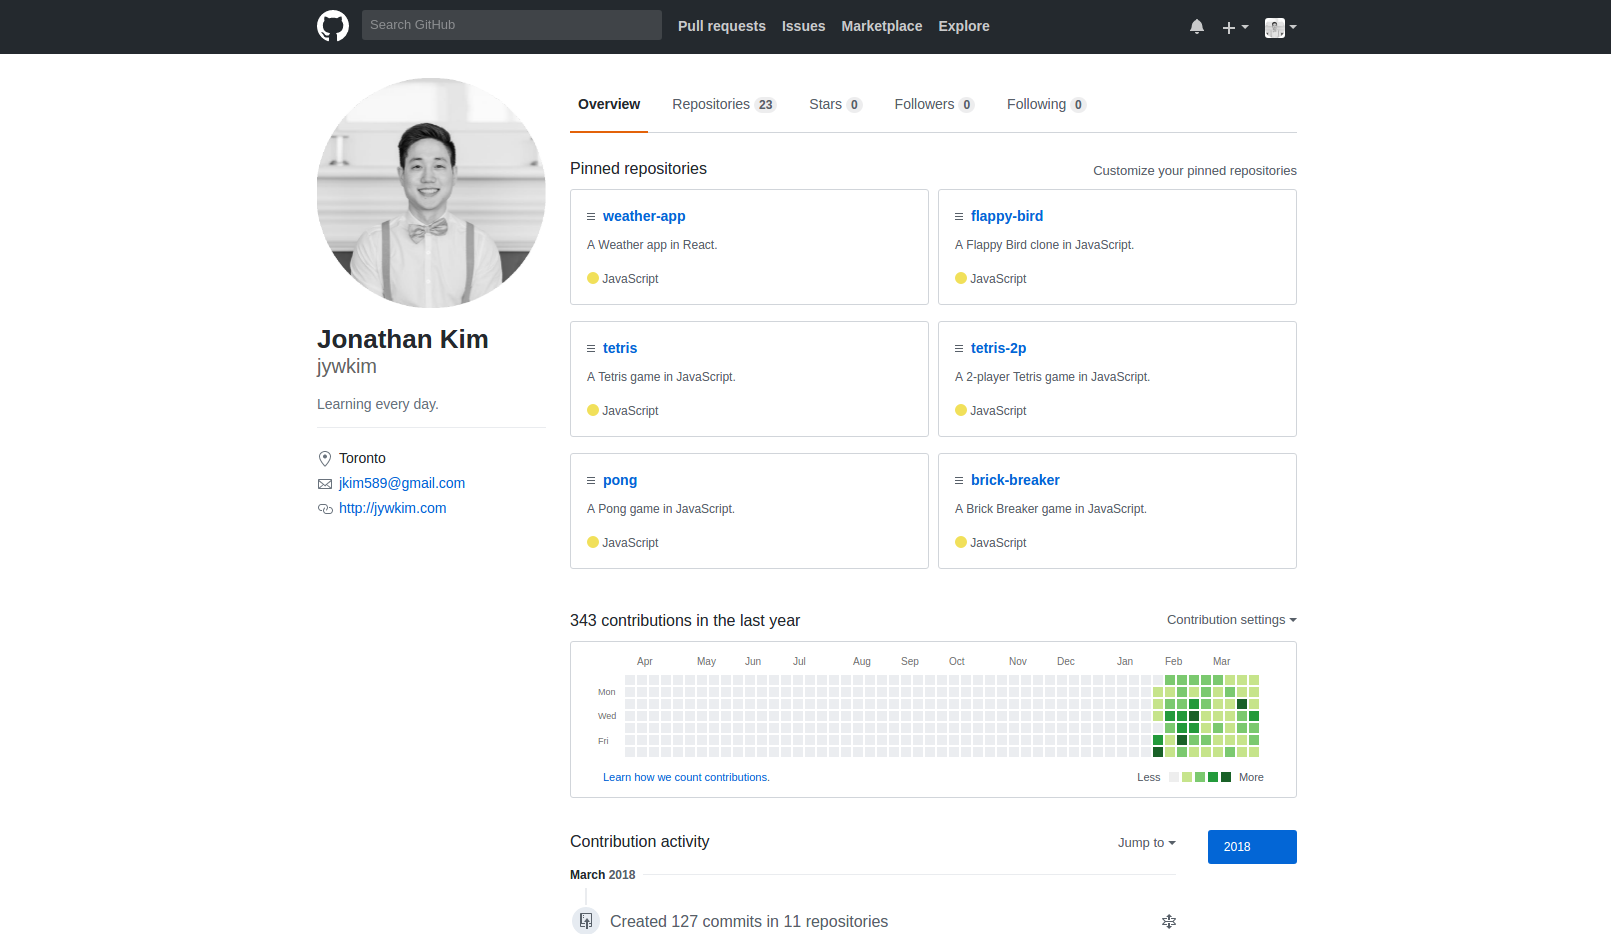 Search GitHub Pull requests Issues Marketplace Explore
Overview Repositories 23 Stars 0 Followers 0 Following 0
Jonathan Kim
jywkim
Learning every day.
Toronto
jkim589@gmail.com
http://jywkim.com
Pinned repositories Customize your pinned repositories
weather-app
A Weather app in React.
JavaScript
flappy-bird
A Flappy Bird clone in JavaScript.
JavaScript
tetris
A Tetris game in JavaScript.
JavaScript
tetris-2p
A 2-player Tetris game in JavaScript.
JavaScript
pong
A Pong game in JavaScript.
JavaScript
brick-breaker
A Brick Breaker game in JavaScript.
JavaScript
343 contributions in the last year Contribution settings
Apr May Jun Jul Aug Sep Oct Nov Dec Jan Feb Mar
Mon
Wed
Fri
Learn how we count contributions. Less More
Contribution activity Jump to 2018
March 2018
Created 127 commits in 11 repositories